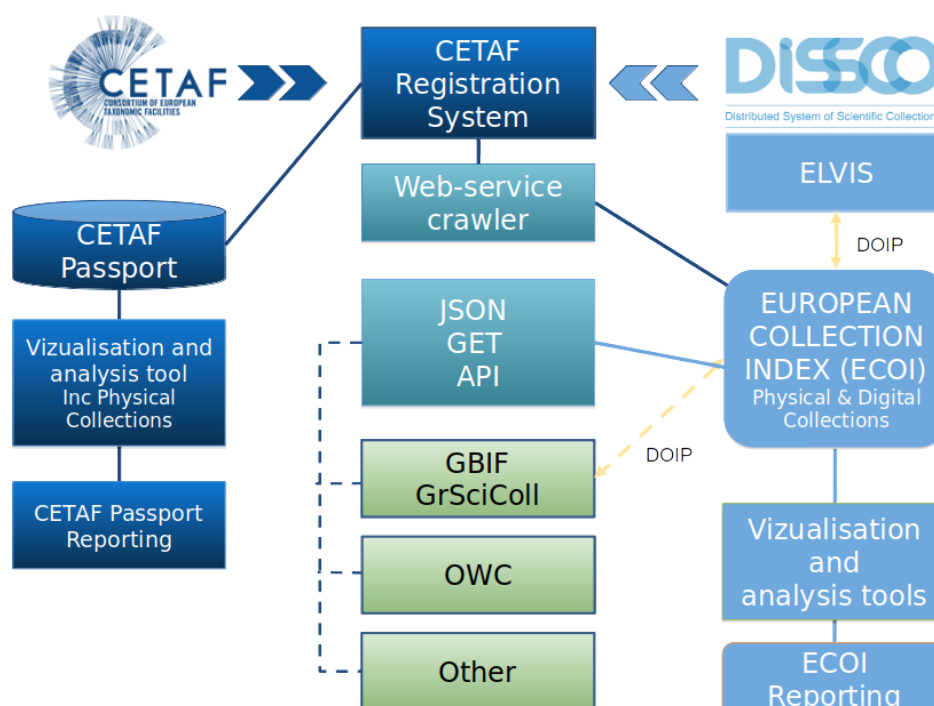 CETAF
CONSORTIUM OF EUROPEAN
TAXONOMIC FACILITIES
CETAF
Registration
System
DiSSCO
Distributed System of Scientific Collection
ELVIS
Web-service
crawler
DOIP
CETAF
Passport
EUROPEAN
COLLECTION
INDEX (ECOI)
Physical & Digital
Collections
JSON
GET
API
Vizualisation and
analysis tool
Inc Physical
Collections
DOIP
GBIF
GrSciColl
CETAF Passport
Reporting
Vizualisation
and
analysis tools
OWC
Other
ECOI
Reporting